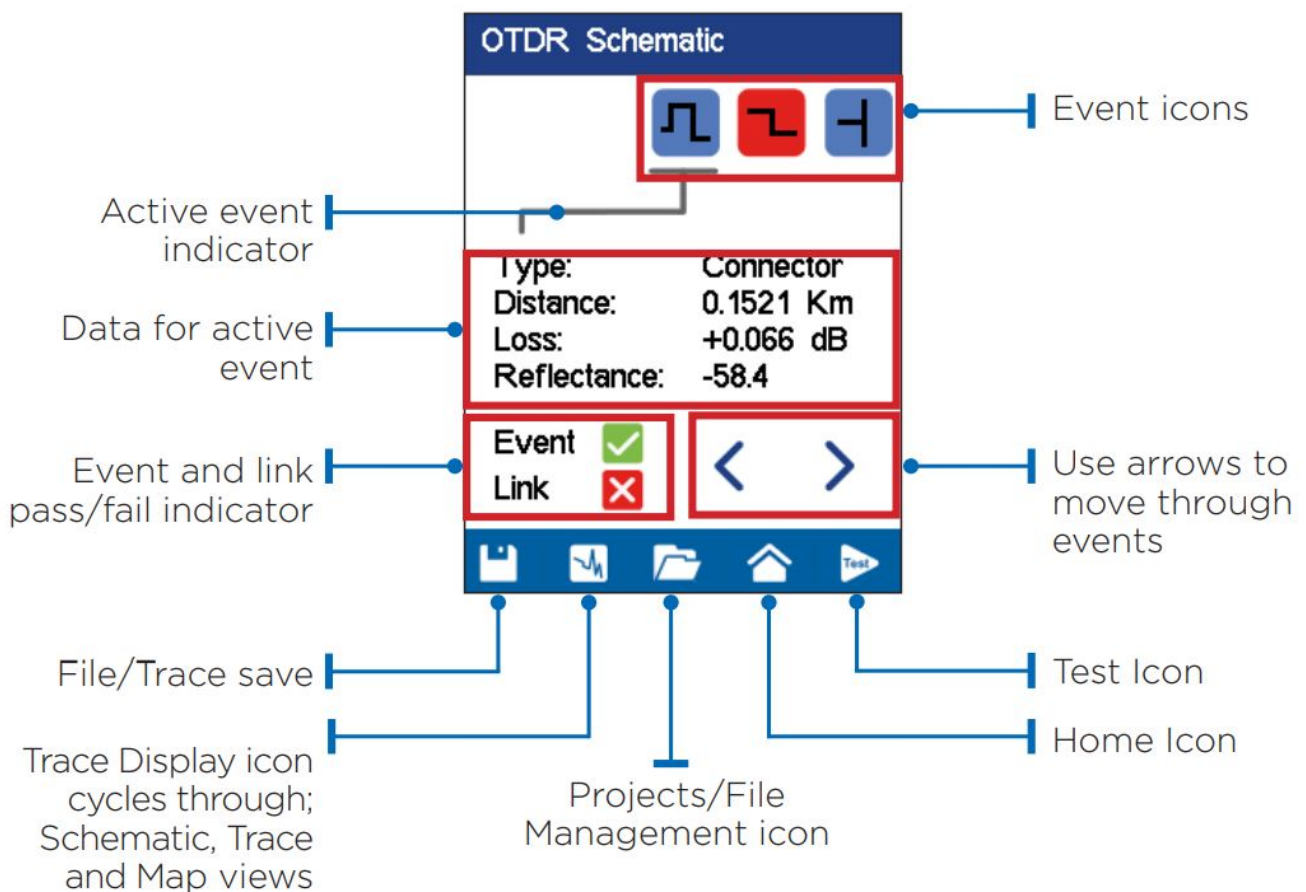 OTDR Schematic
Event icons
Active event
indicator
Type: Connector
Distance: 0.1521 Km
Loss: +0.066 dB
Reflectance: -58.4
Data for active
event
Event
Link
Event and link
pass/fail indicator
Use arrows to
move through
events
Test
File/Trace save
Test Icon
Home Icon
Trace Display icon
cycles through;
Schematic, Trace
and Map views
Projects/File
Management icon